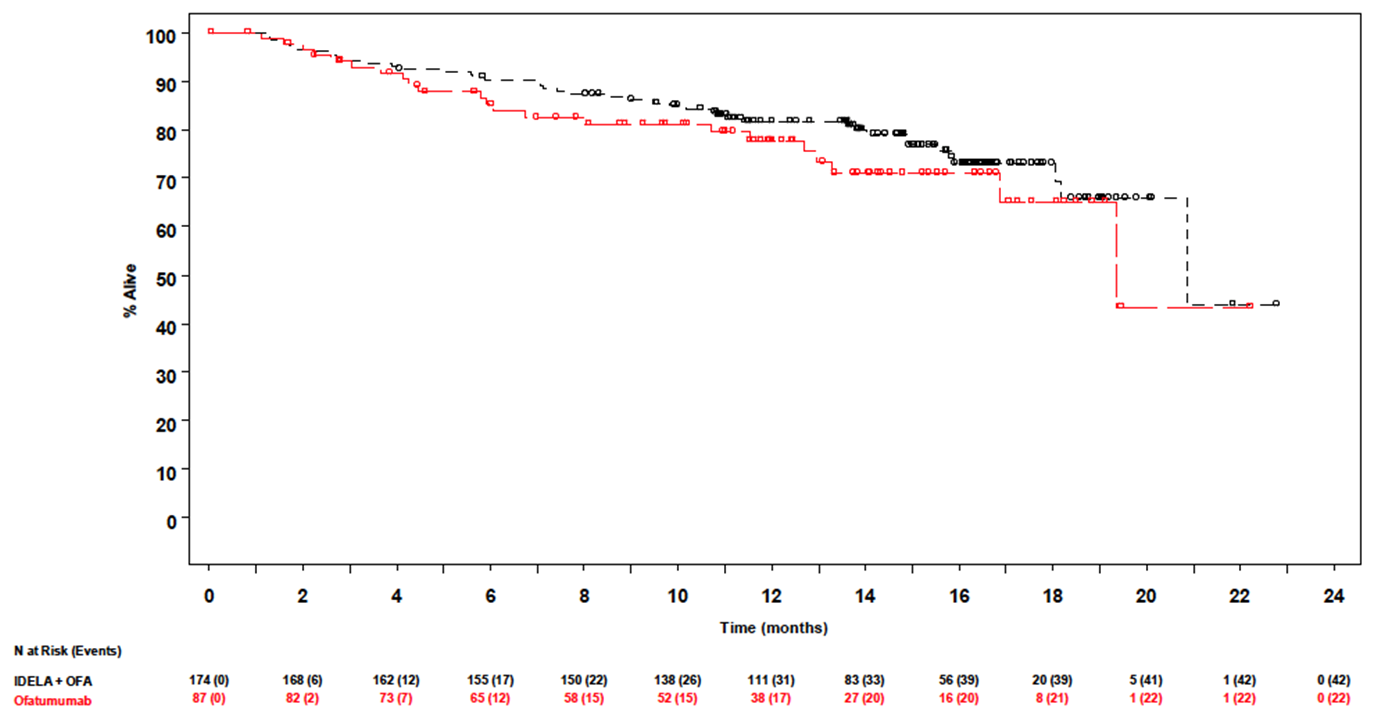 100
90
80
70
60
50
40
30
20
10
0
% Alive
0 2 4 6 8 10 12 14 16 18 20 22 24
Time (months)
N at Risk (Events)
IDELA + OFA 174 (0) 168 (6) 162 (12) 155 (17) 150 (22) 138 (26) 111 (31) 83 (33) 56 (39) 20 (39) 5 (41) 1 (42) 0 (42)
Ofatumumab 87 (0) 82 (2) 73 (7) 65 (12) 58 (15) 52 (15) 38 (17) 27 (20) 16 (20) 8 (21) 1 (22) 1 (22) 0 (22)